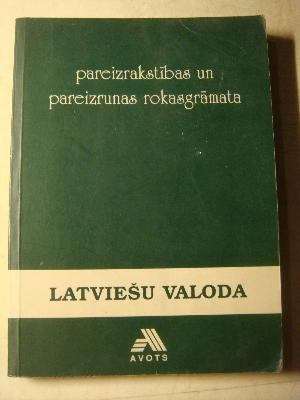 pareizrakstības un
pareizrunas rokasgrāmata
LATVIEŠU VALODA
AVOTS